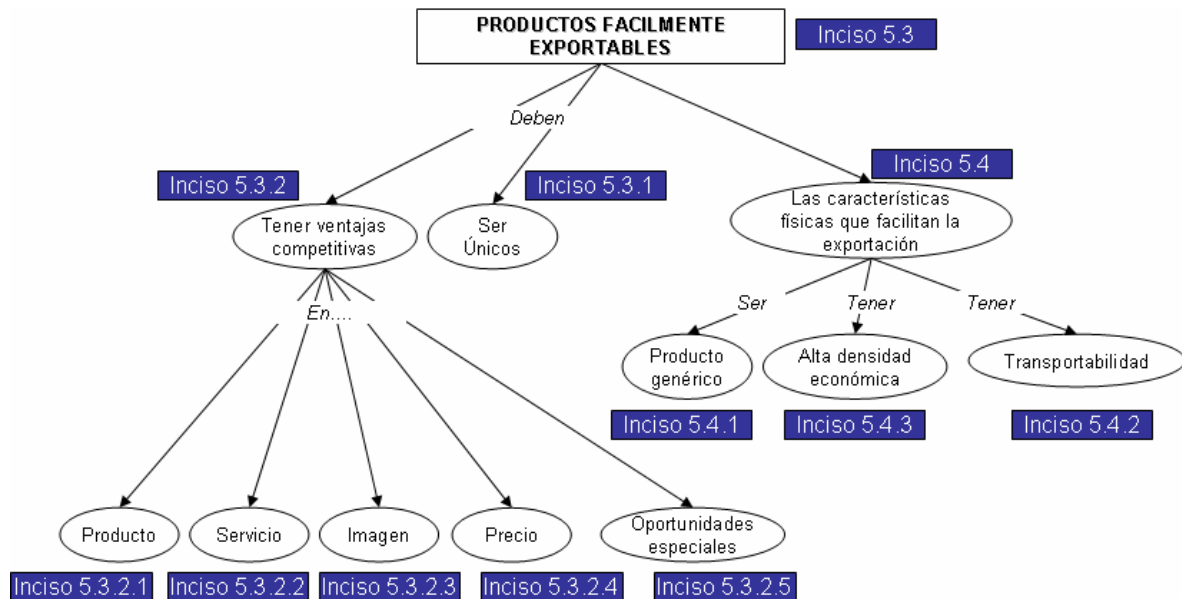 PRODUCTOS FACILMENTE
EXPORTABLES
Inciso 5.3
Deben
Inciso 5.3.2
Inciso 5.3.1
Inciso 5.4
Tener ventajas
competitivas
Ser
Únicos
Las características
físicas que facilitan la
exportación
En....
Ser
Tener
Tener
Producto
genérico
Alta densidad
económica
Transportabilidad
Inciso 5.4.1
Inciso 5.4.3
Inciso 5.4.2
Producto
Servicio
Imagen
Precio
Oportunidades
especiales
Inciso 5.3.2.1
Inciso 5.3.2.2
Inciso 5.3.2.3
Inciso 5.3.2.4
Inciso 5.3.2.5